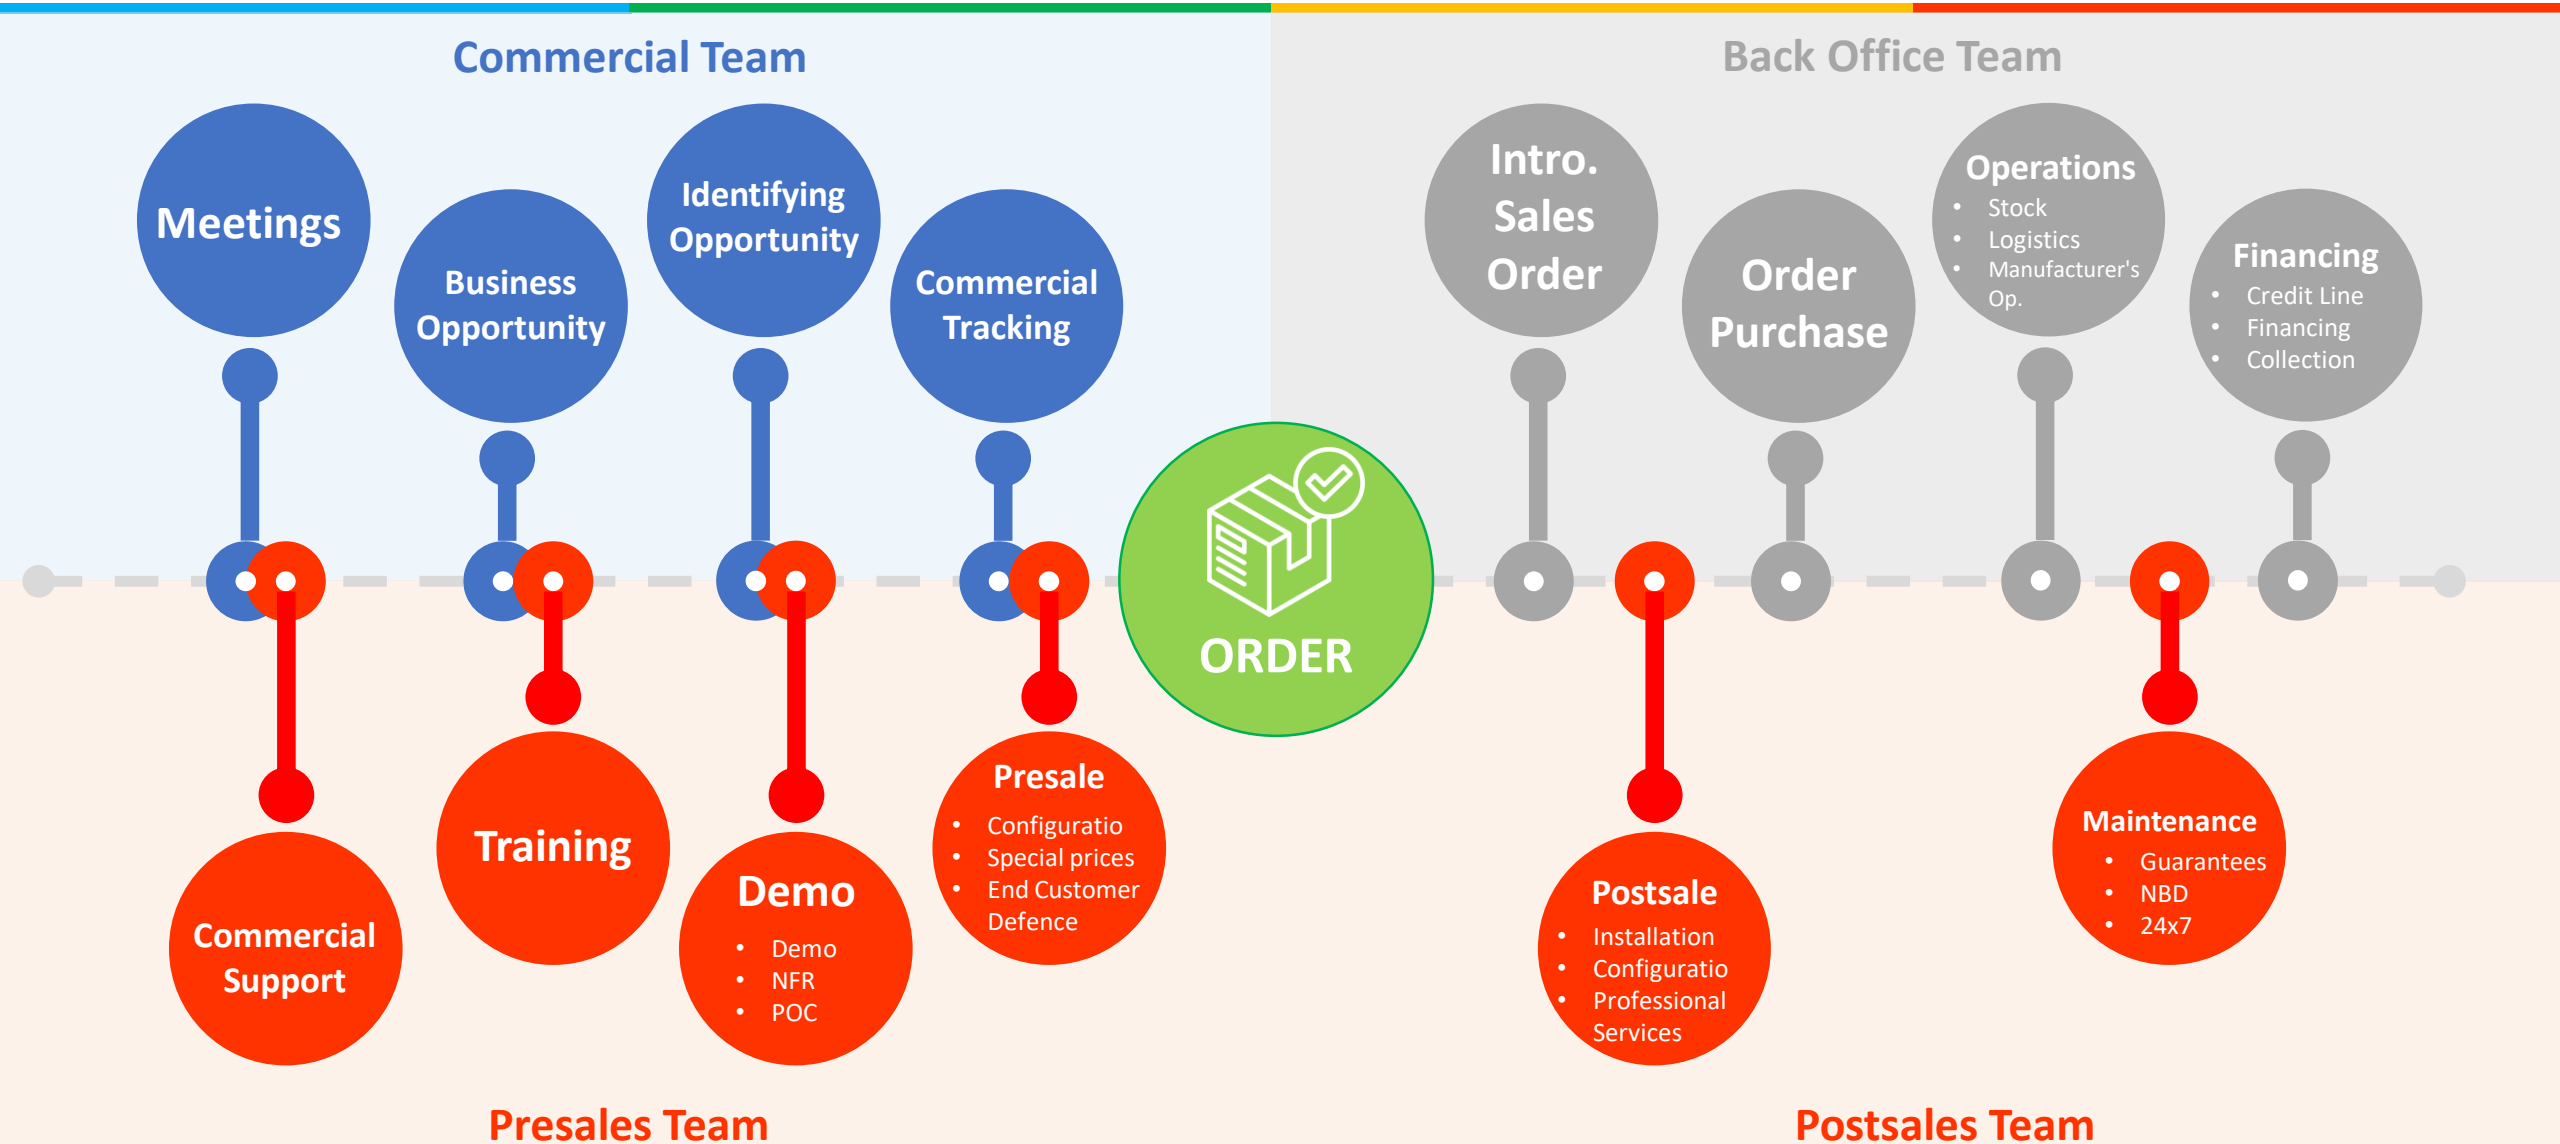 Commercial Team
Back Office Team
Meetings
Business
Opportunity
Identifying
Opportunity
Commercial
Tracking
Intro.
Sales
Order
Order
Purchase
Operations
• Stock
• Logistics
• Manufacturer's
Op.
Financing
• Credit Line
• Financing
• Collection
ORDER
Commercial
Support
Training
Demo
• Demo
• NFR
• POC
Presale
• Configuratio
• Special prices
• End Customer
Defence
Postsale
• Installation
• Configuratio
• Professional
Services
Maintenance
• Guarantees
• NBD
• 24x7
Presales Team
Postsales Team